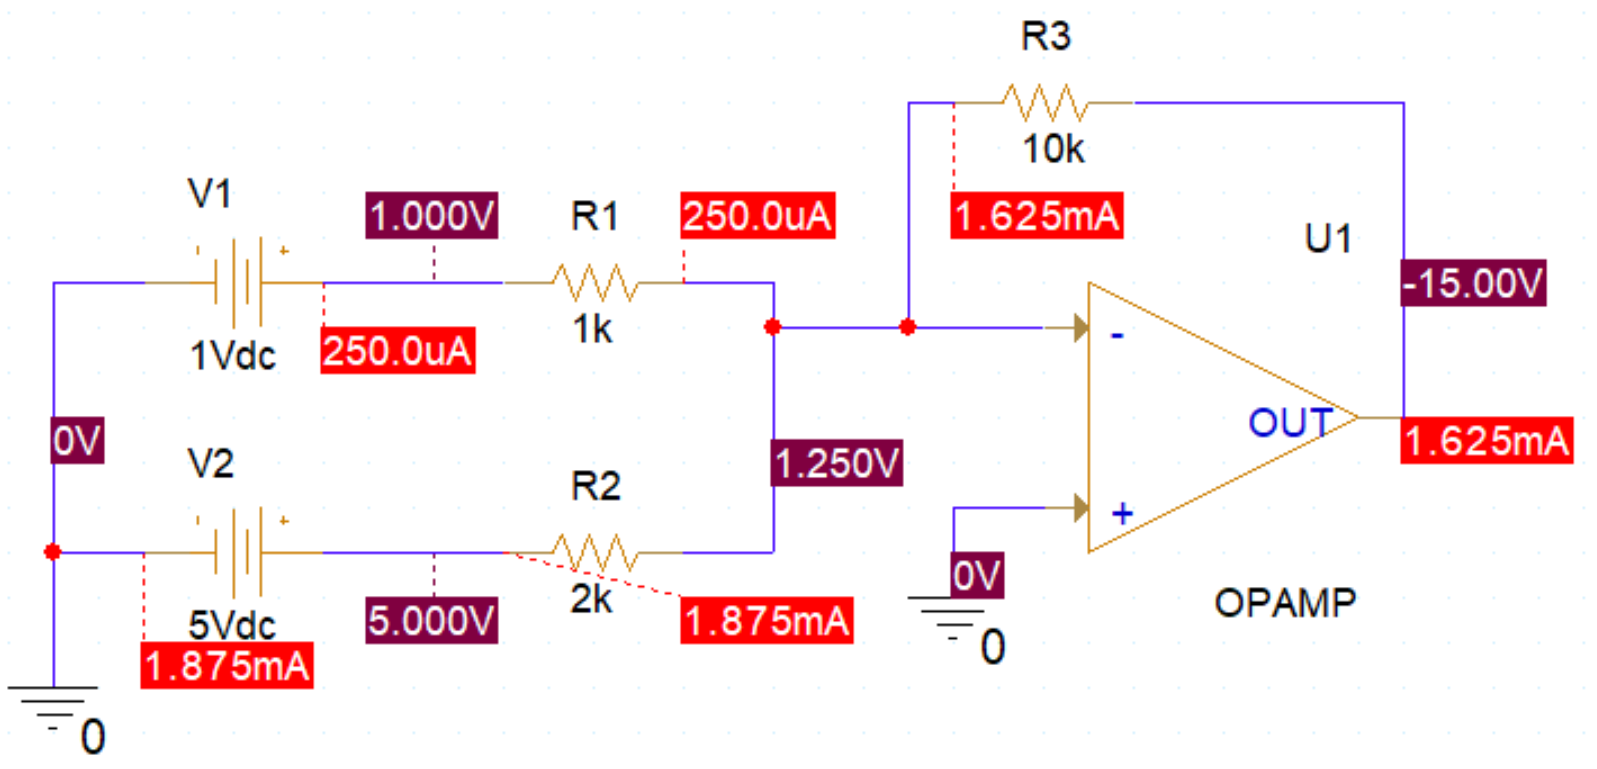 R3
10k
1.625mA
V1
1.000V
R1
250.0uA
U1
-15.00V
- +
1Vdc
250.0uA
1k
-
0V
OUT
1.625mA
V2
R2
1.250V
- +
+
5Vdc
1.875mA
5.000V
2k
1.875mA
0V
0
OPAMP
0